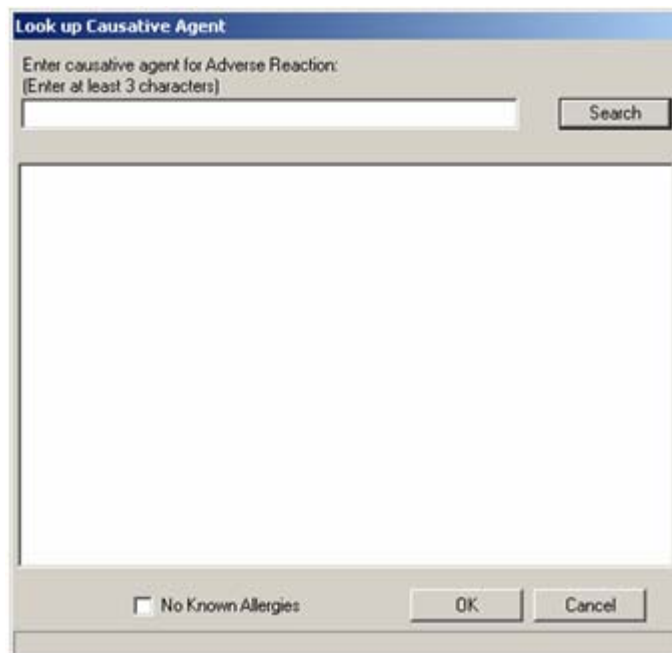 Look up Causative Agent
Enter causative agent for Adverse Reaction:
(Enter at least 3 characters)
Search
No Known Allergies
OK
Cancel